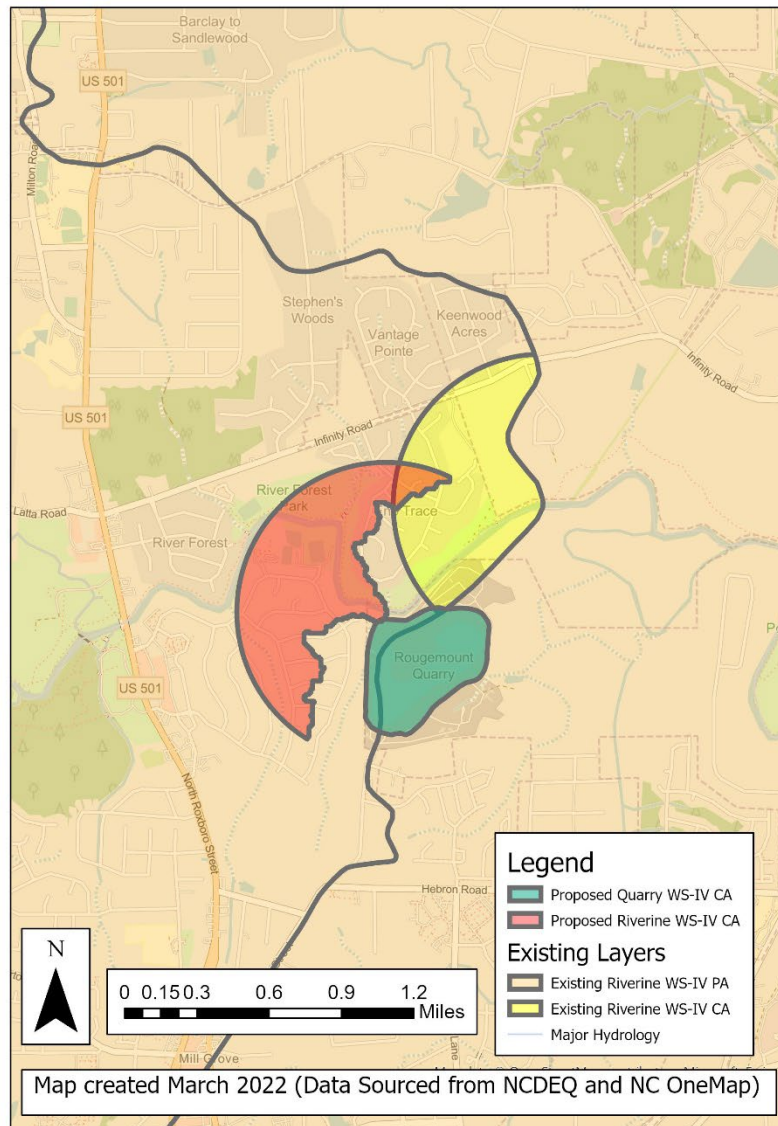 Barclay to
Sandlewood
US 501
Milton Road
Stephen's
Woods
Vantage
Pointe
Keenwood
Acres
Infinity Road
Infinity Road
US 501
Latta Road
River Forest
Park
River Forest
Trace
Rougemount
Quarry
US 501
North Roxboro Street
Hebron Road
Lane
Mill Grove
Legend
Proposed Quarry WS-IV CA
Proposed Riverine WS-IV CA
Existing Layers
Existing Riverine WS-IV PA
Existing Riverine WS-IV CA
Major Hydrology
N
0 0.15 0.3 0.6 0.9 1.2
Miles
Map created March 2022 (Data Sourced from NCDEQ and NC OneMap)